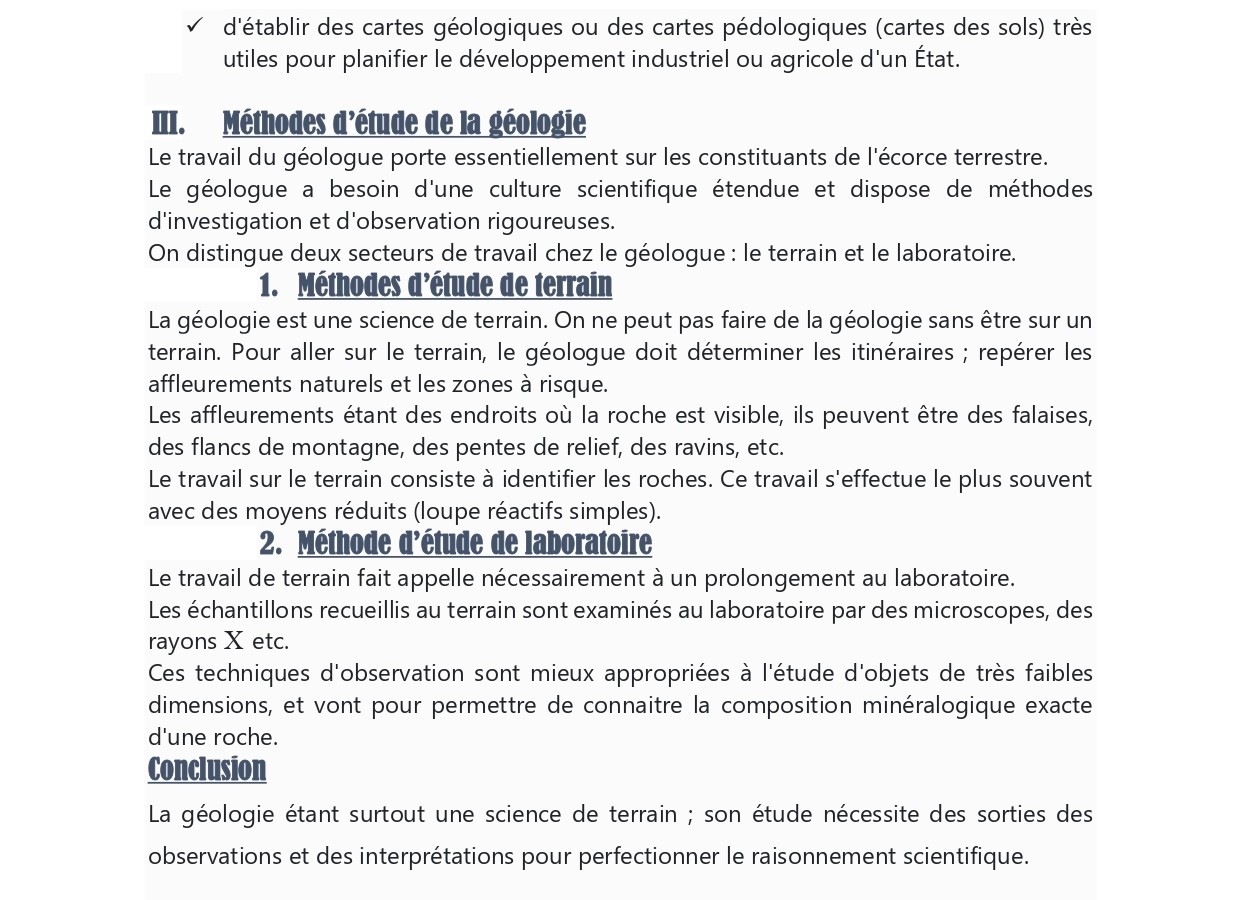 ✓ d'établir des cartes géologiques ou des cartes pédologiques (cartes des sols) très
utiles pour planifier le développement industriel ou agricole d'un État.
III. Méthodes d’étude de la géologie
Le travail du géologue porte essentiellement sur les constituants de l'écorce terrestre.
Le géologue a besoin d'une culture scientifique étendue et dispose de méthodes
d'investigation et d'observation rigoureuses.
On distingue deux secteurs de travail chez le géologue : le terrain et le laboratoire.
1. Méthodes d’étude de terrain
La géologie est une science de terrain. On ne peut pas faire de la géologie sans être sur un
terrain. Pour aller sur le terrain, le géologue doit déterminer les itinéraires ; repérer les
affleurements naturels et les zones à risque.
Les affleurements étant des endroits où la roche est visible, ils peuvent être des falaises,
des flancs de montagne, des pentes de relief, des ravins, etc.
Le travail sur le terrain consiste à identifier les roches. Ce travail s'effectue le plus souvent
avec des moyens réduits (loupe réactifs simples).
2. Méthode d’étude de laboratoire
Le travail de terrain fait appelle nécessairement à un prolongement au laboratoire.
Les échantillons recueillis au terrain sont examinés au laboratoire par des microscopes, des
rayons X etc.
Ces techniques d'observation sont mieux appropriées à l'étude d'objets de très faibles
dimensions, et vont pour permettre de connaitre la composition minéralogique exacte
d'une roche.
Conclusion
La géologie étant surtout une science de terrain ; son étude nécessite des sorties des
observations et des interprétations pour perfectionner le raisonnement scientifique.